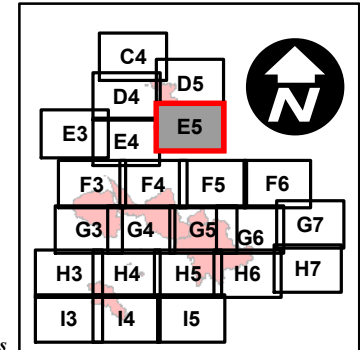 C4
D4 D5
E3 E4 E5
F3 F4 F5 F6
G3 G4 G5 G6 G7
H3 H4 H5 H6 H7
I3 I4 I5
N
s